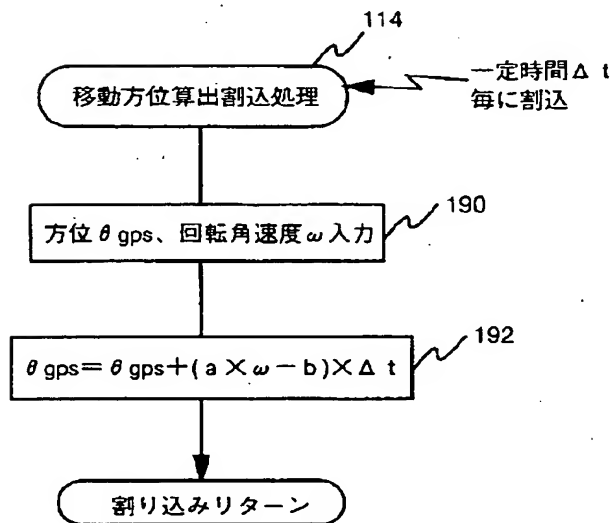 114
移動方位算出割込処理
一定時間Δt
毎に割込
190
方位θgps、回転角速度ω入力
192
θgps=θgps+(a×ω-b)×Δt
割り込みリターン